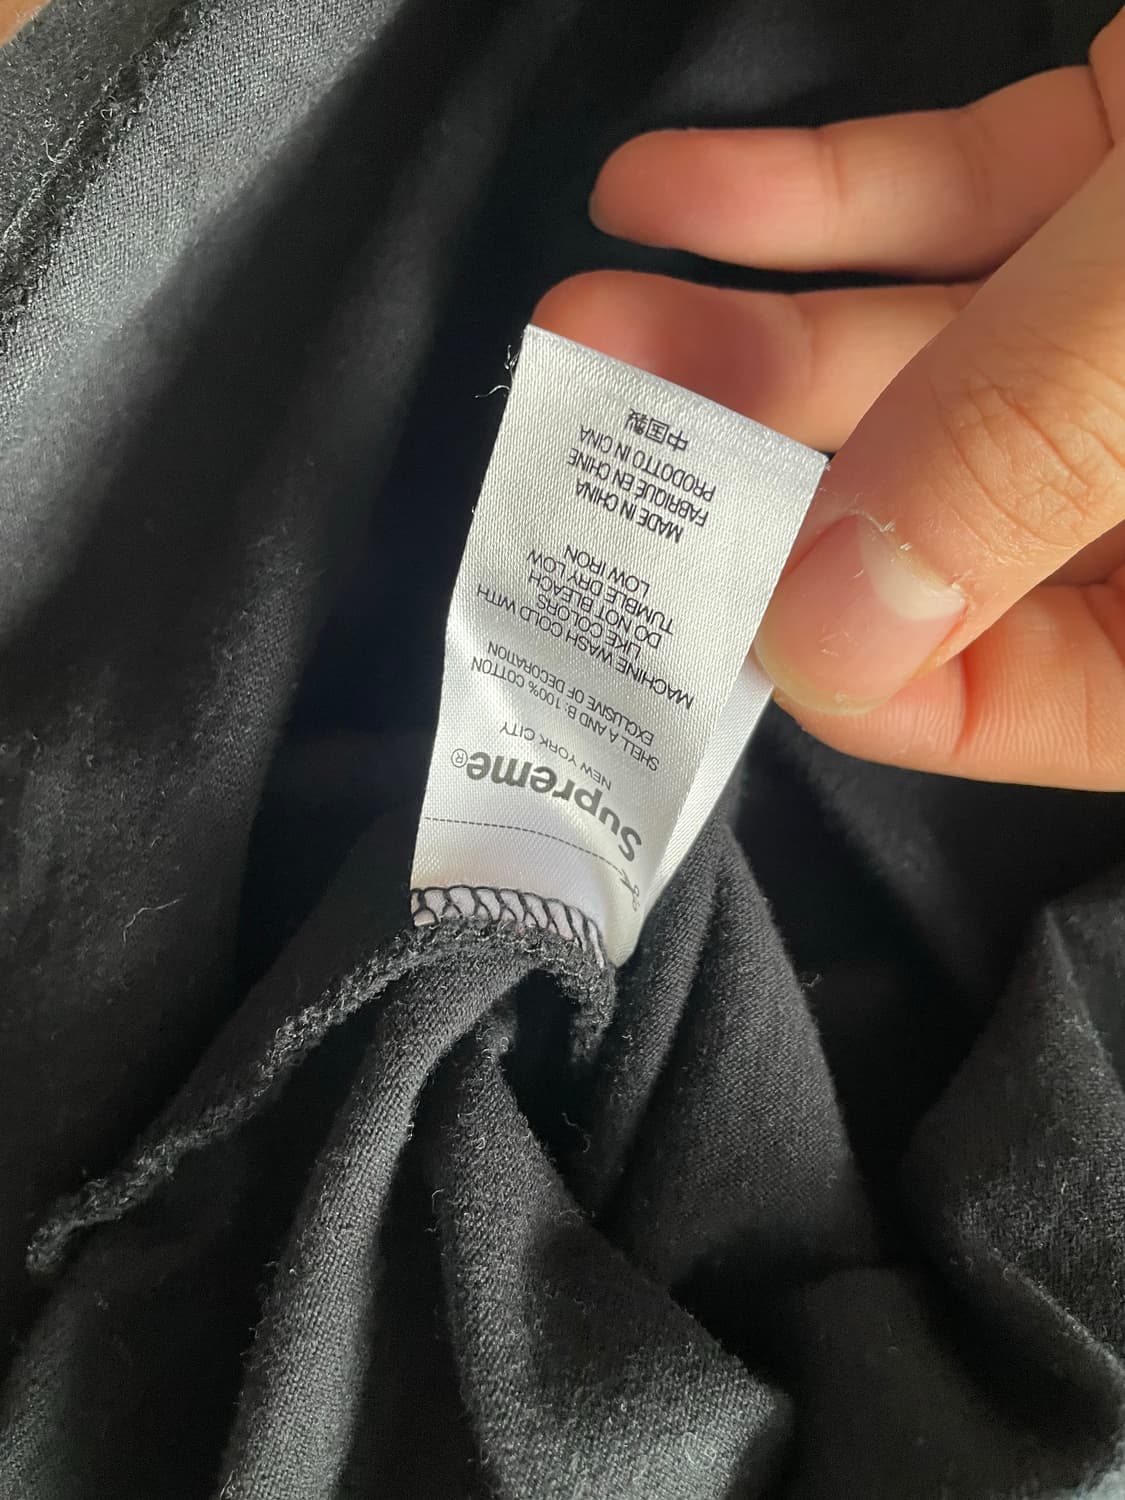 Supreme®
NEW YORK CITY
SHELL A AND B: 100% COTTON
EXCLUSIVE OF DECORATION
MACHINE WASH COLD WITH
LIKE COLORS
DO NOT BLEACH
TUMBLE DRY LOW
LOW IRON
MADE IN CHINA
FABRIQUE EN CHINE
PRODOTTO IN CINA
中国製